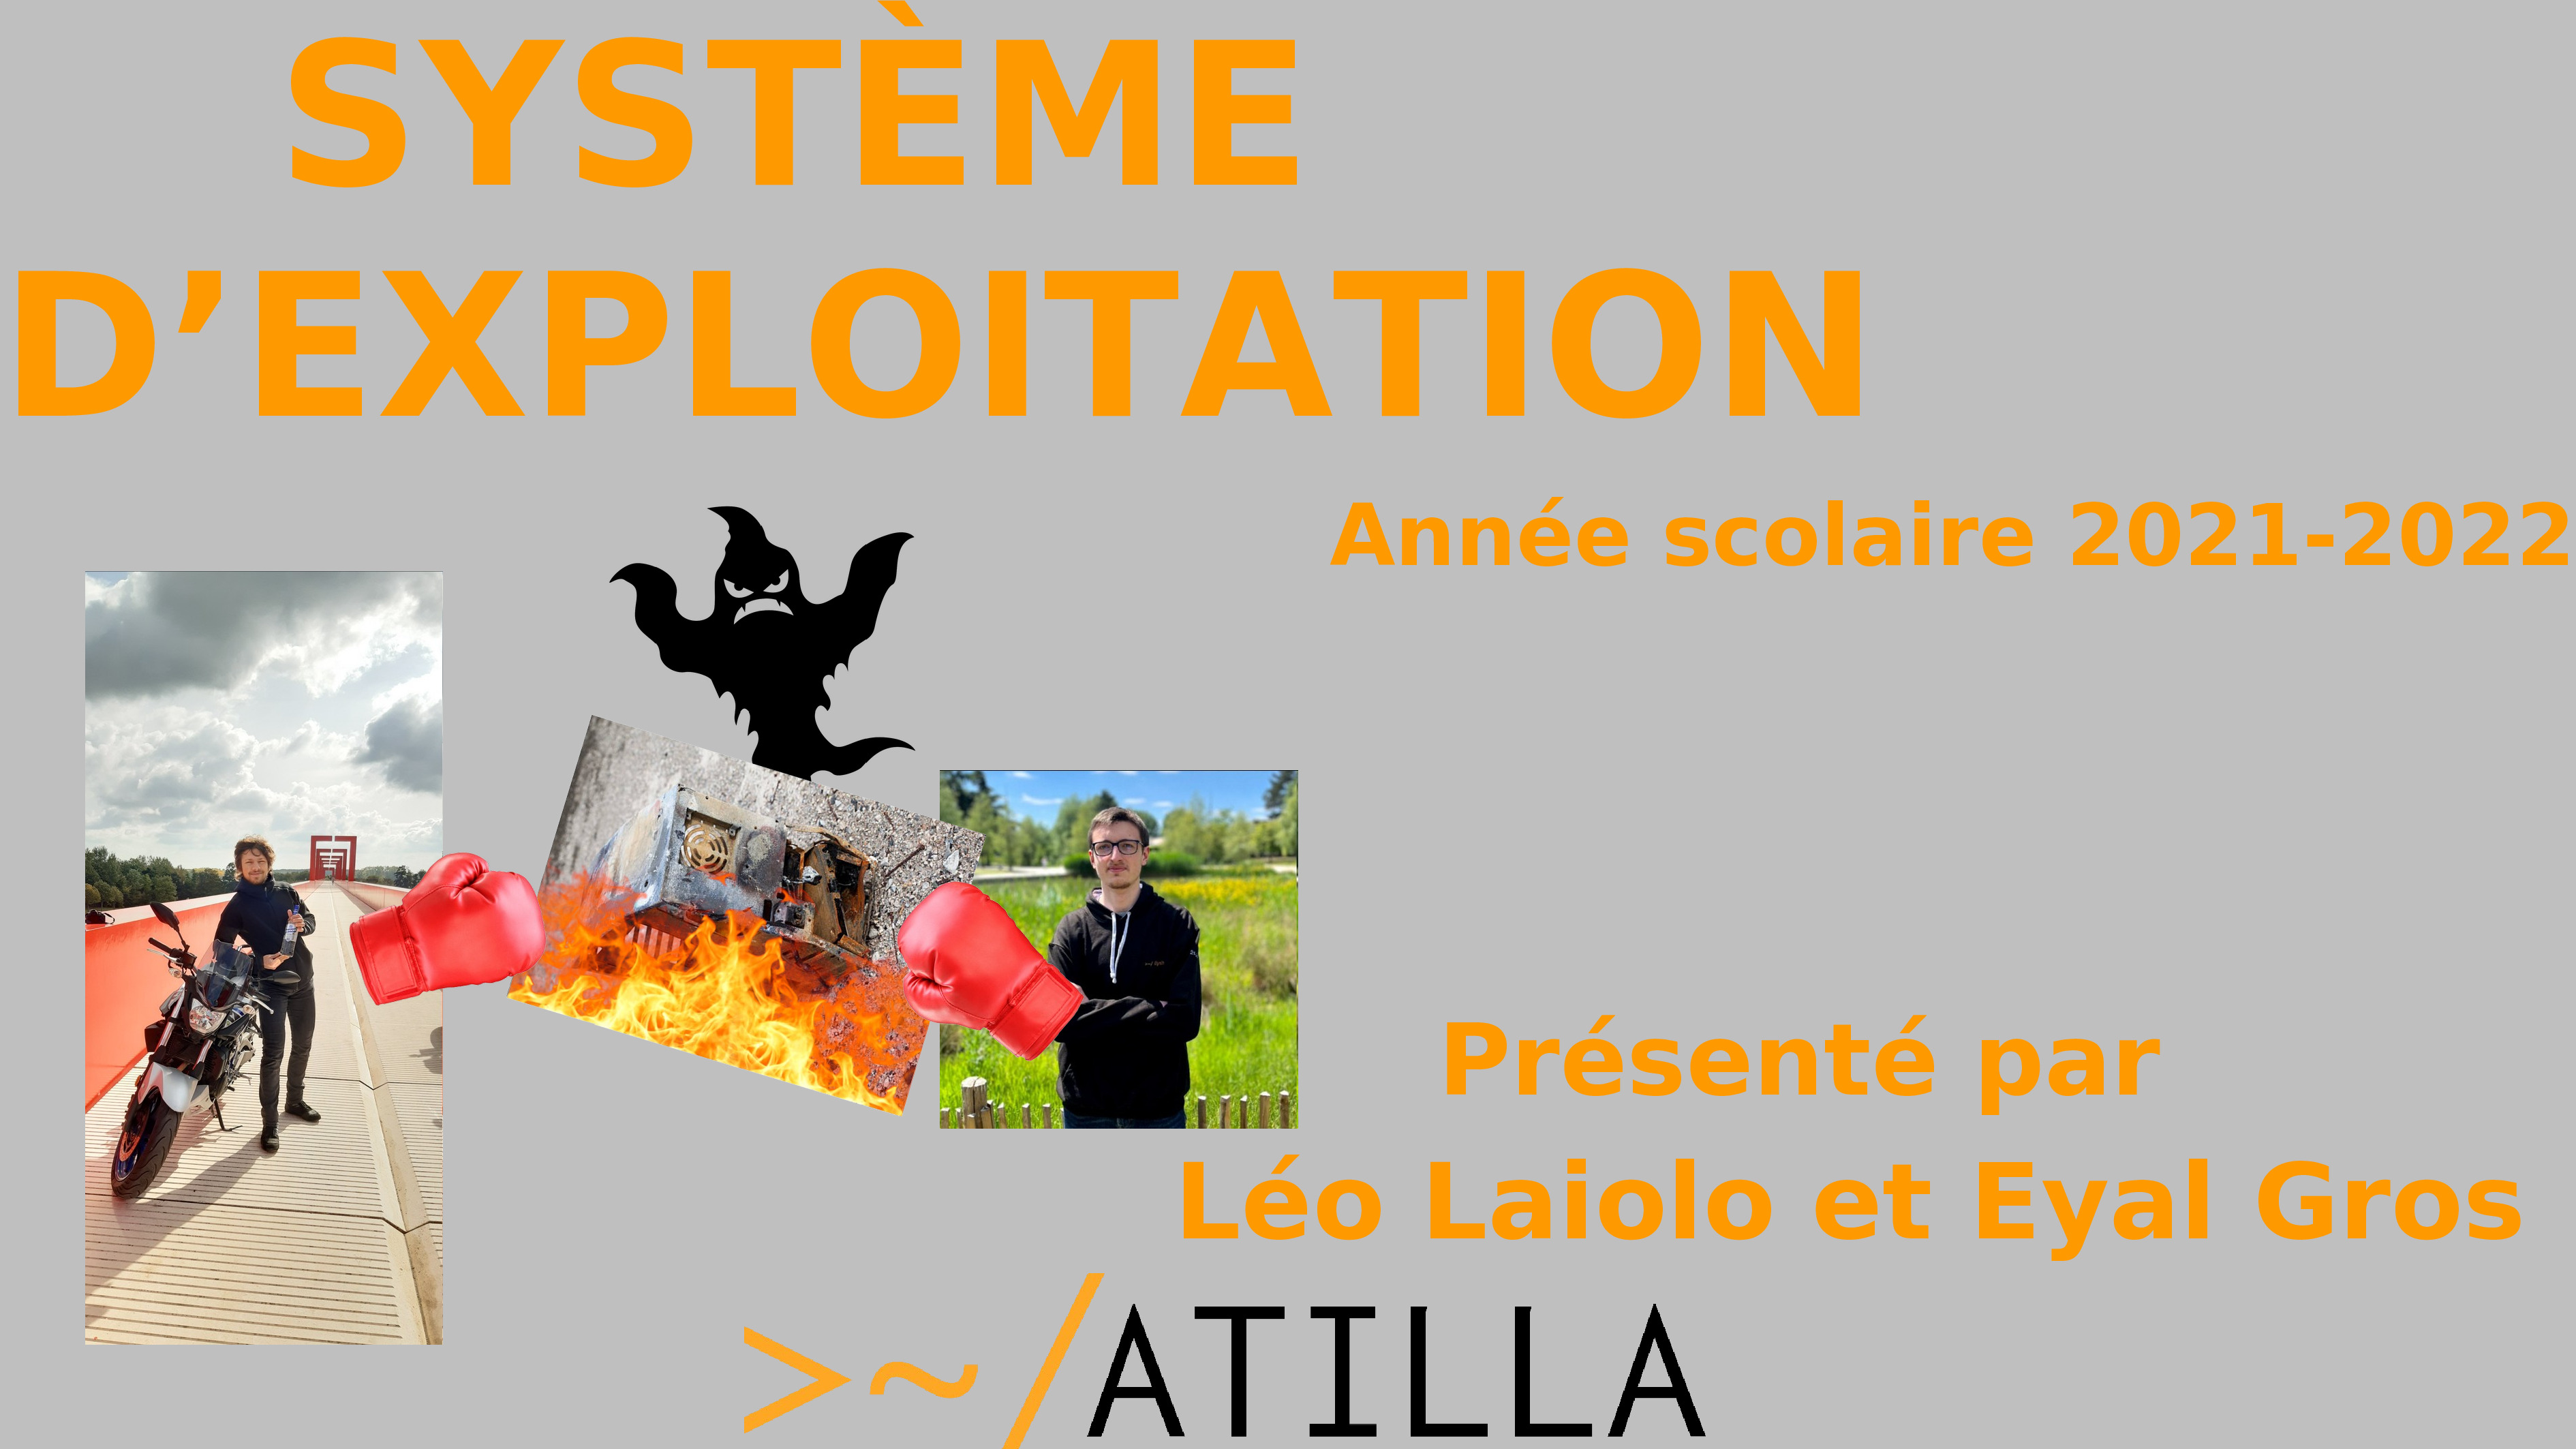 SYSTÈME
D’EXPLOITATION
Année scolaire 2021-2022
Présenté par
Léo Laiolo et Eyal Gros
>~/ATILLA